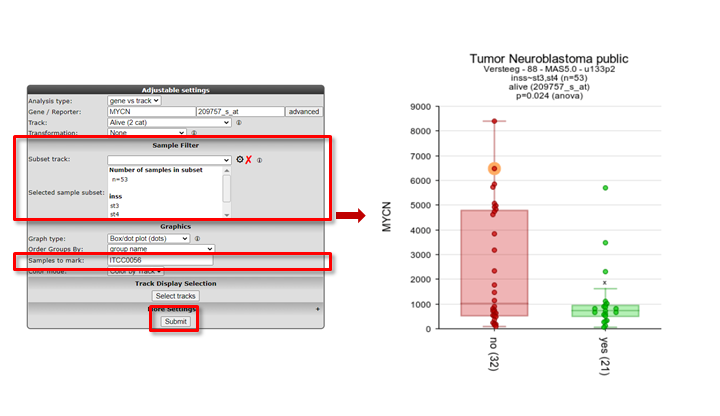 Adjustable settings
Analysis type: gene vs track
Gene / Reporter: MYCN 209757_s_at advanced
Track: Alive (2 cat)
Transformation: None
Sample Filter
Subset track:
Number of samples in subset
n=53
Selected sample subset:
inss
st3
st4
Graphics
Graph type: Box/dot plot (dots)
Order Groups By: group name
Samples to mark: ITCC0056
Color mode: Color by Track
Track Display Selection
Select tracks
More Settings +
Submit
Tumor Neuroblastoma public
Versteeg - 88 - MAS5.0 - u133p2
inss~st3,st4 (n=53)
alive (209757_s_at)
p=0.024 (anova)
9000
8000
7000
6000
5000
4000
3000
2000
1000
0
MYCN
x
no (32)
yes (21)